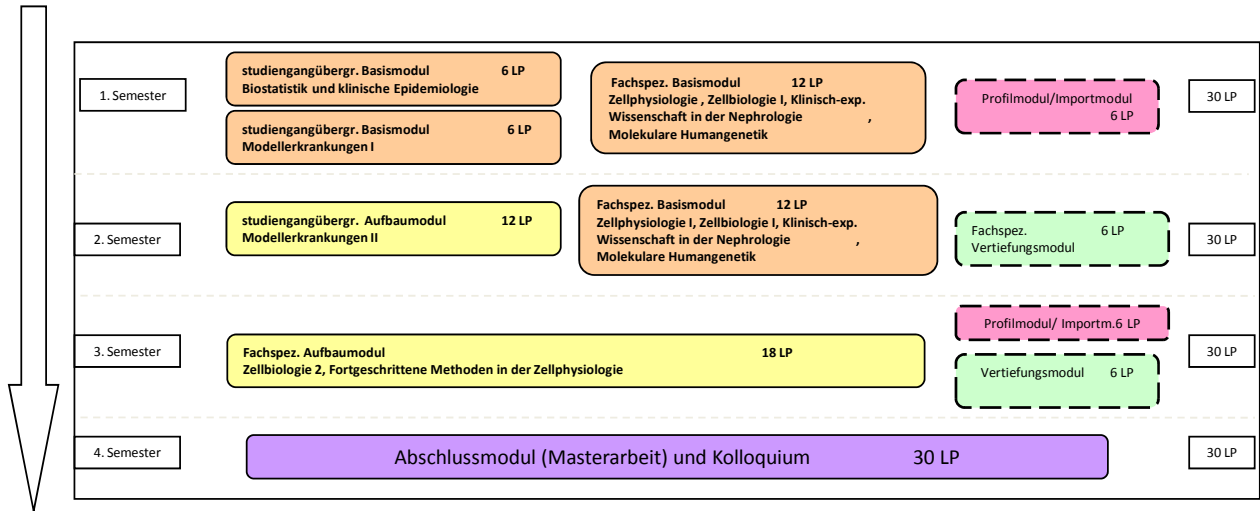 1. Semester
studiengangübergr. Basismodul 6 LP
Biostatistik und klinische Epidemiologie
studiengangübergr. Basismodul 6 LP
Modellerkrankungen I
Fachspez. Basismodul 12 LP
Zellphysiologie , Zellbiologie I, Klinisch-exp.
Wissenschaft in der Nephrologie ,
Molekulare Humangenetik
Profilmodul/Importmodul
6 LP
30 LP
2. Semester
studiengangübergr. Aufbaumodul 12 LP
Modellerkrankungen II
Fachspez. Basismodul 12 LP
Zellphysiologie I, Zellbiologie I, Klinisch-exp.
Wissenschaft in der Nephrologie ,
Molekulare Humangenetik
Fachspez. 6 LP
Vertiefungsmodul
30 LP
3. Semester
Fachspez. Aufbaumodul 18 LP
Zellbiologie 2, Fortgeschrittene Methoden in der Zellphysiologie
Profilmodul/ Importm.6 LP
Vertiefungsmodul 6 LP
30 LP
4. Semester
Abschlussmodul (Masterarbeit) und Kolloquium 30 LP
30 LP